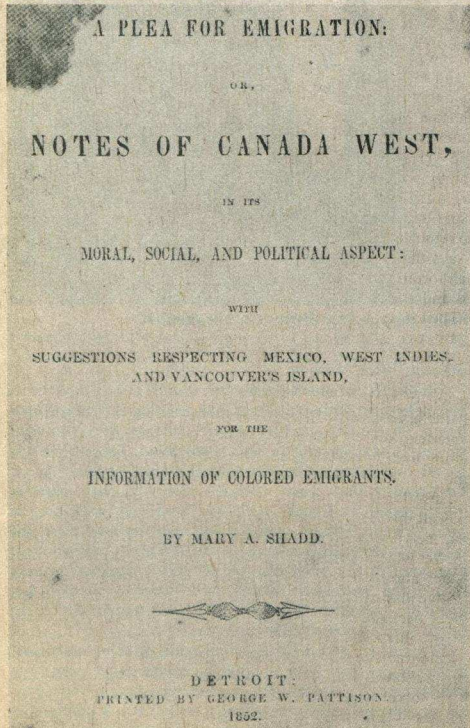 A PLEA FOR EMIGRATION:
OR,
NOTES OF CANADA WEST,
IN ITS
MORAL, SOCIAL, AND POLITICAL ASPECT:
WITH
SUGGESTIONS RESPECTING MEXICO, WEST INDIES,
AND VANCOUVER'S ISLAND,
FOR THE
INFORMATION OF COLORED EMIGRANTS.
BY MARY A. SHADD.
DETROIT:
PRINTED BY GEORGE W. PATTISON.
1852.